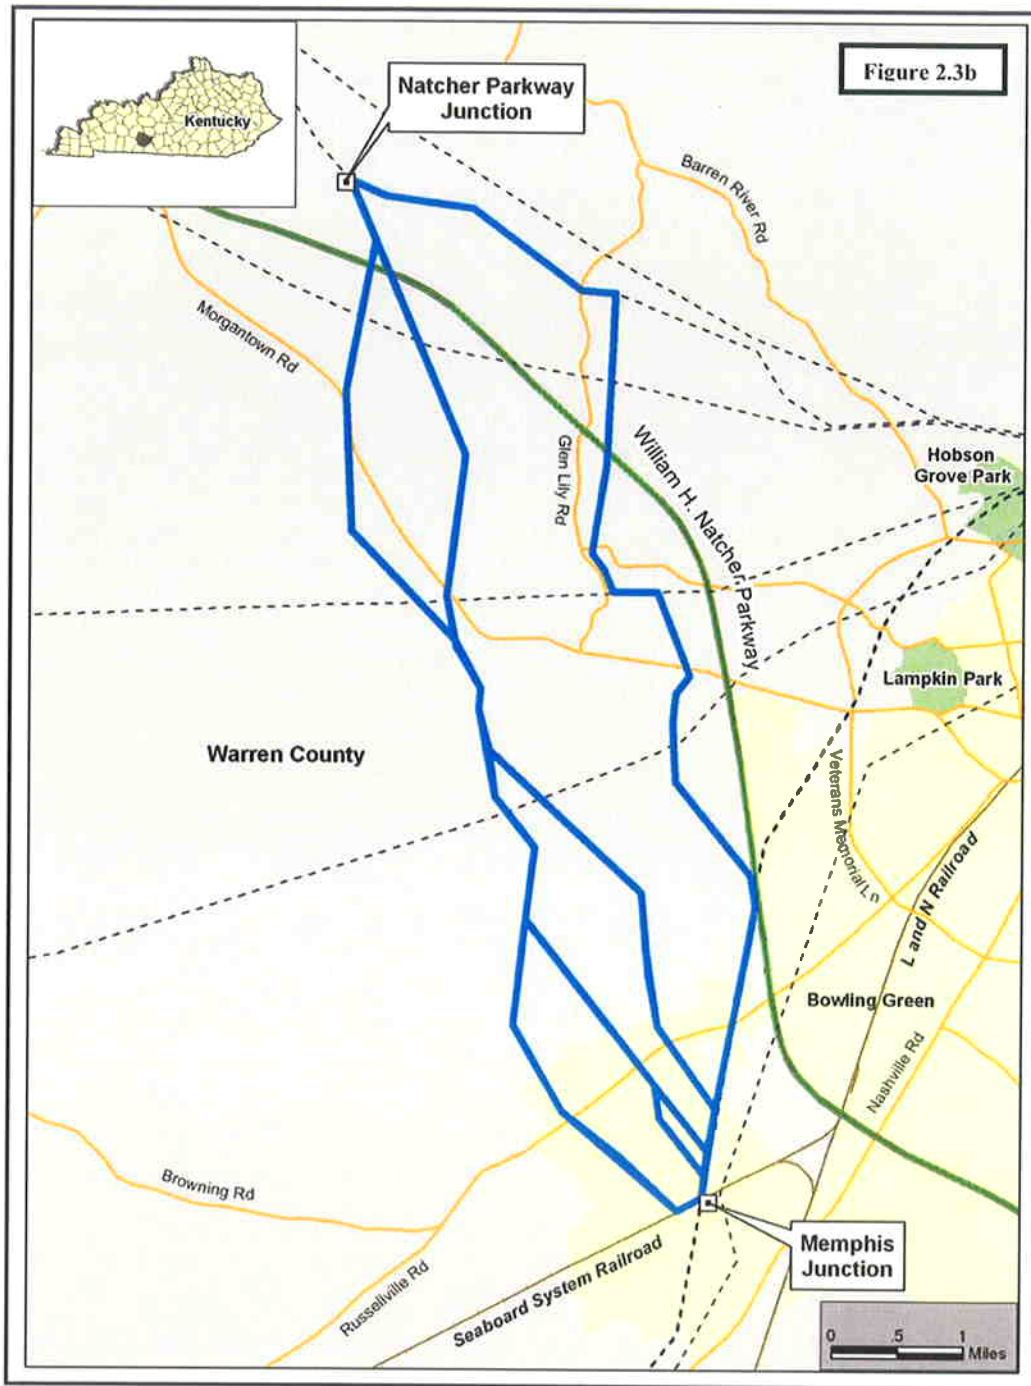 Figure 2.3b
Kentucky
Natcher Parkway
Junction
Barren River Rd
Morgantown Rd
Glen Lily Rd
William H. Natcher Parkway
Hobson
Grove Park
Lampkin Park
Warren County
Veterans Memorial Ln
L and N Railroad
Bowling Green
Nashville Rd
Browning Rd
Russellville Rd
Seaboard System Railroad
Memphis
Junction
0 .5 1
Miles